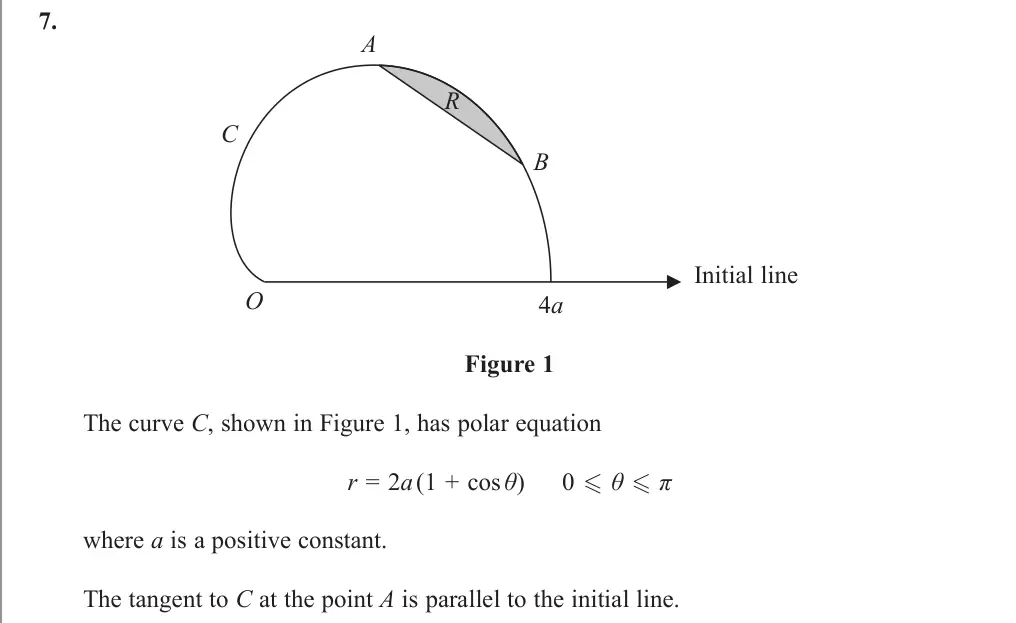 7.
A
R
C
B
Initial line
O
4a
Figure 1
The curve C, shown in Figure 1, has polar equation
r = 2a(1 + cos θ) 0 ⩽ θ ⩽ π
where a is a positive constant.
The tangent to C at the point A is parallel to the initial line.